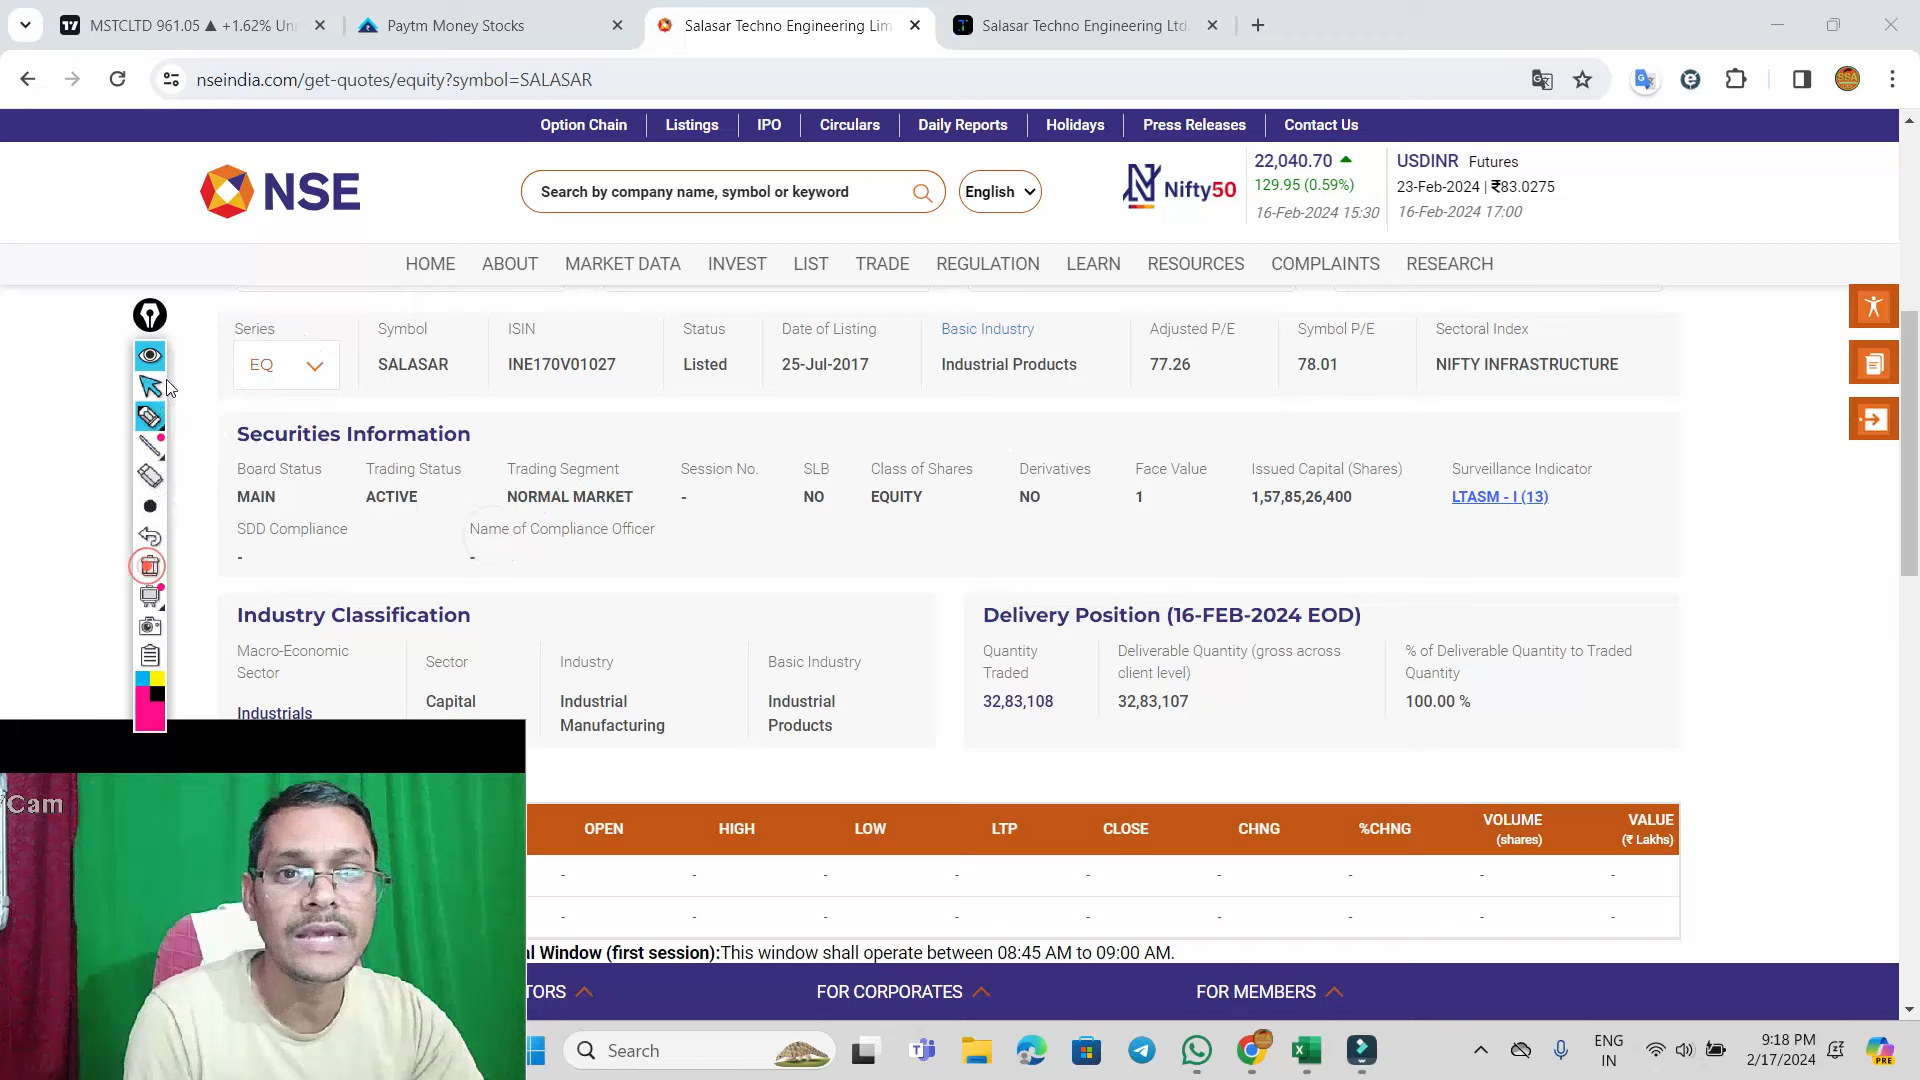 MSTCLTD 961.05 ▲ +1.62% Un
Paytm Money Stocks
Salasar Techno Engineering Lim
Salasar Techno Engineering Ltd
nseindia.com/get-quotes/equity?symbol=SALASAR
Option Chain
Listings
IPO
Circulars
Daily Reports
Holidays
Press Releases
Contact Us
NSE
Search by company name, symbol or keyword
English
Nifty50
22,040.70
129.95 (0.59%)
16-Feb-2024 15:30
USDINR Futures
23-Feb-2024 | ₹83.0275
16-Feb-2024 17:00
HOME ABOUT MARKET DATA INVEST LIST TRADE REGULATION LEARN RESOURCES COMPLAINTS RESEARCH
Series Symbol ISIN Status Date of Listing Basic Industry Adjusted P/E Symbol P/E Sectoral Index
EQ SALASAR INE170V01027 Listed 25-Jul-2017 Industrial Products 77.26 78.01 NIFTY INFRASTRUCTURE
Securities Information
Board Status Trading Status Trading Segment Session No. SLB Class of Shares Derivatives Face Value Issued Capital (Shares) Surveillance Indicator
MAIN ACTIVE NORMAL MARKET - NO EQUITY NO 1 1,57,85,26,400 LTASM - I (13)
SDD Compliance Name of Compliance Officer
- -
Industry Classification
Macro-Economic
Sector
Sector
Industry
Basic Industry
Industrials
Capital
Industrial
Manufacturing
Industrial
Products
Delivery Position (16-FEB-2024 EOD)
Quantity
Traded
Deliverable Quantity (gross across
client level)
% of Deliverable Quantity to Traded
Quantity
32,83,108 32,83,107 100.00 %
OPEN HIGH LOW LTP CLOSE CHNG %CHNG VOLUME
(shares)
VALUE
(₹ Lakhs)
- - - - - - - - -
- - - - - - - - -
al Window (first session):This window shall operate between 08:45 AM to 09:00 AM.
TORS
FOR CORPORATES
FOR MEMBERS
Cam
Search
ENG
IN
9:18 PM
2/17/2024
PRE
SSA